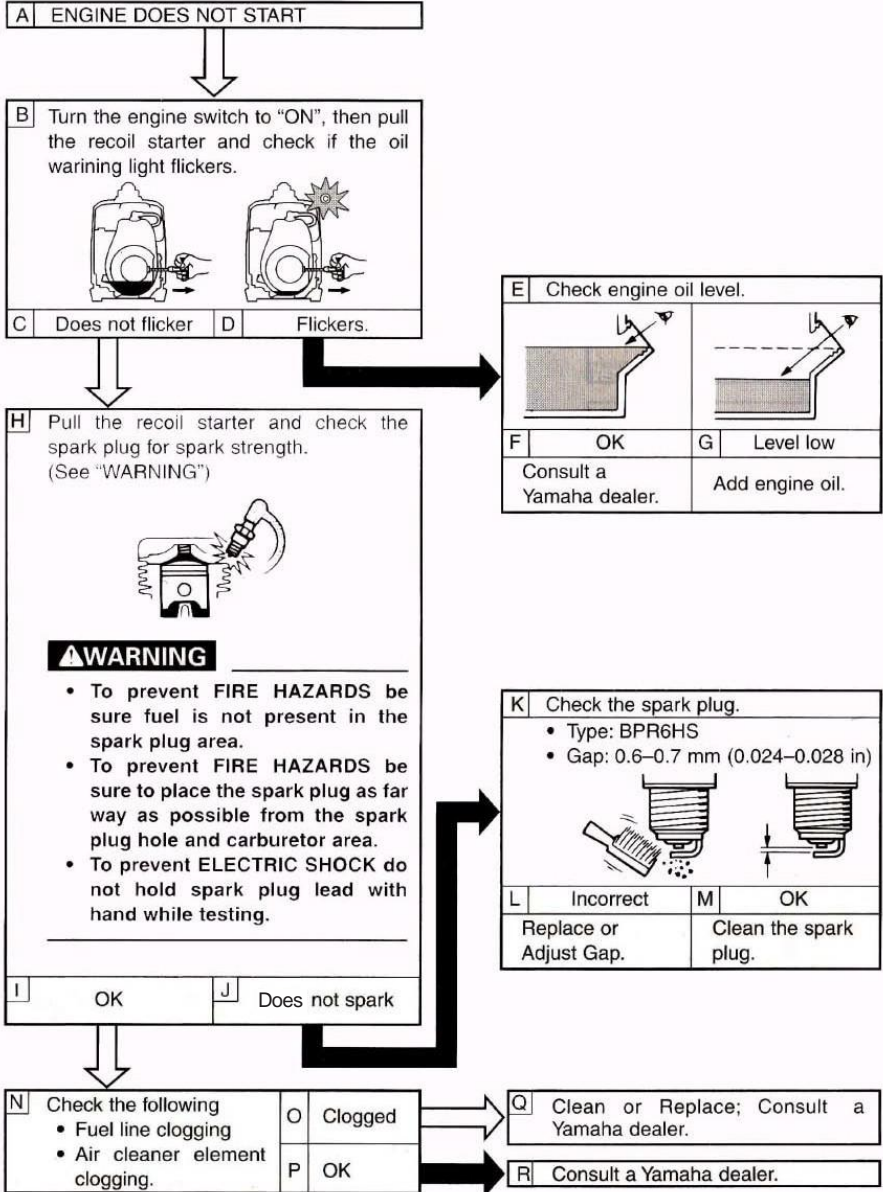 A ENGINE DOES NOT START
B Turn the engine switch to “ON”, then pull
the recoil starter and check if the oil
warining light flickers.
C Does not flicker
D Flickers.
E Check engine oil level.
F OK
G Level low
Consult a
Yamaha dealer.
Add engine oil.
H Pull the recoil starter and check the
spark plug for spark strength.
(See “WARNING”)
WARNING
• To prevent FIRE HAZARDS be
sure fuel is not present in the
spark plug area.
• To prevent FIRE HAZARDS be
sure to place the spark plug as far
way as possible from the spark
plug hole and carburetor area.
• To prevent ELECTRIC SHOCK do
not hold spark plug lead with
hand while testing.
I OK
J Does not spark
K Check the spark plug.
• Type: BPR6HS
• Gap: 0.6–0.7 mm (0.024–0.028 in)
L Incorrect
M OK
Replace or
Adjust Gap.
Clean the spark
plug.
N Check the following
• Fuel line clogging
• Air cleaner element
clogging.
O Clogged
P OK
Q Clean or Replace; Consult a
Yamaha dealer.
R Consult a Yamaha dealer.